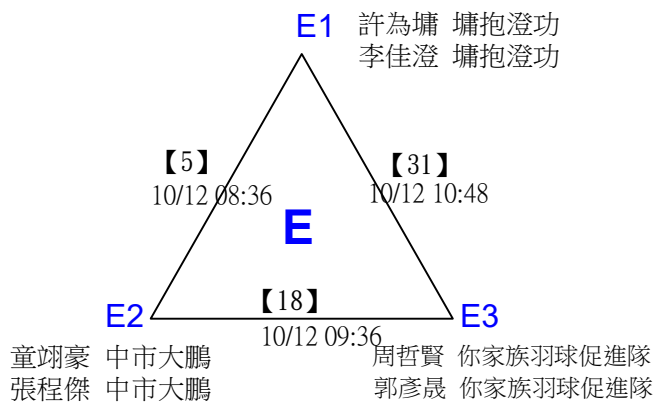 E1 許為墉 墉抱澄功
李佳澄 墉抱澄功
【5】 【31】
10/12 08:36 10/12 10:48
E
E2 【18】 E3
10/12 09:36
童翊豪 中市大鵬 周哲賢 你家族羽球促進隊
張程傑 中市大鵬 郭彥晟 你家族羽球促進隊